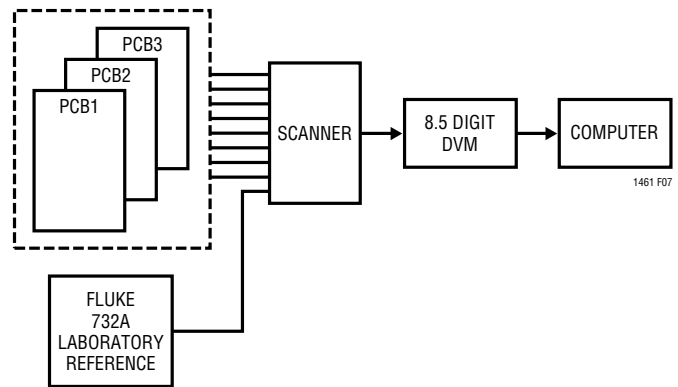 PCB3
PCB2
PCB1
SCANNER
8.5 DIGIT
DVM
COMPUTER
1461 F07
FLUKE
732A
LABORATORY
REFERENCE